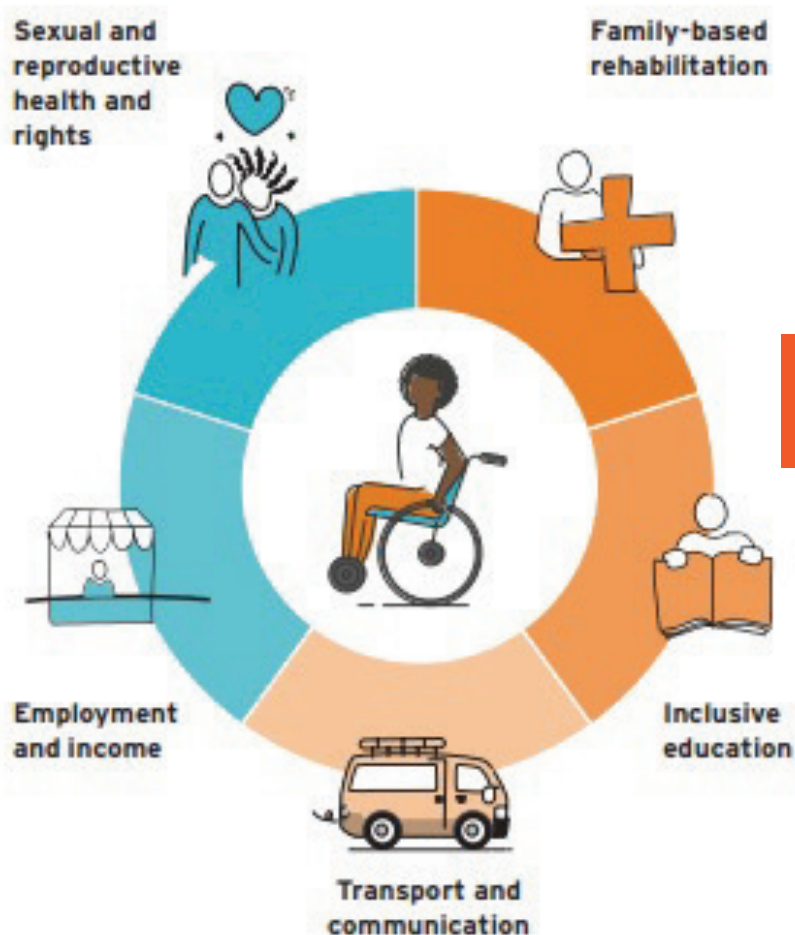 Sexual and
reproductive
health and
rights
Family-based
rehabilitation
Employment
and income
Inclusive
education
Transport and
communication